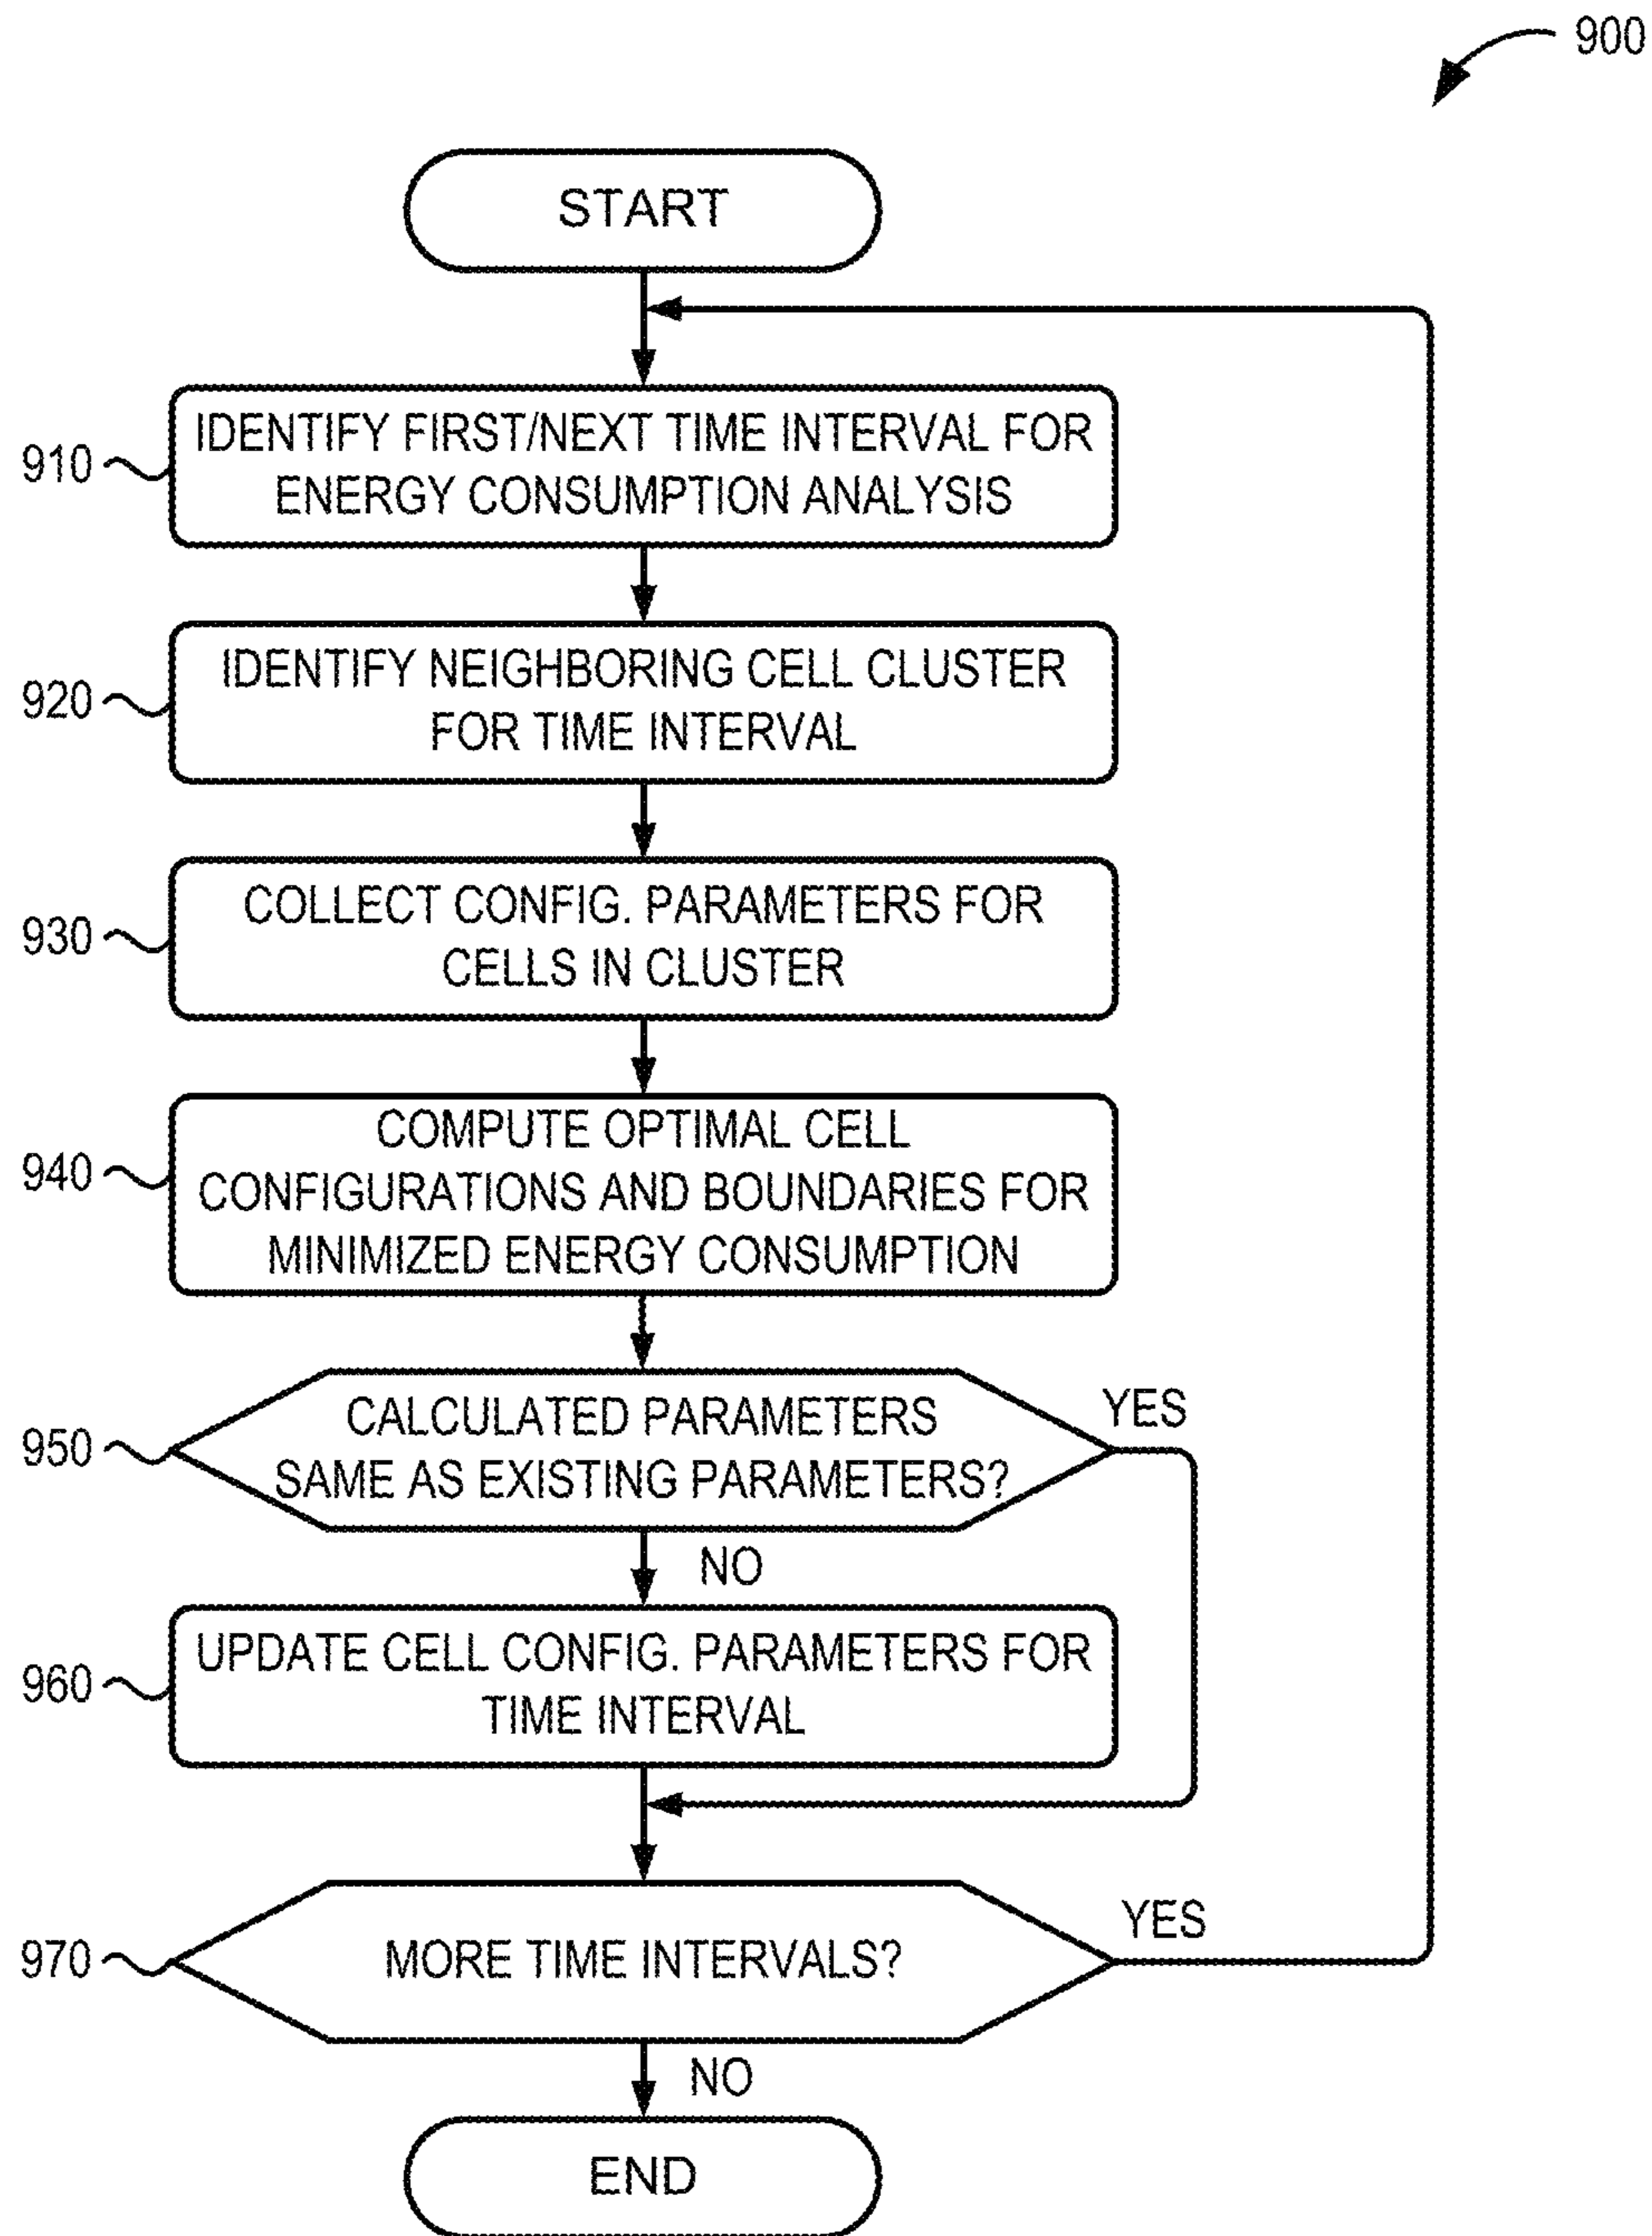 900
START
910
IDENTIFY FIRST/NEXT TIME INTERVAL FOR
ENERGY CONSUMPTION ANALYSIS
920
IDENTIFY NEIGHBORING CELL CLUSTER
FOR TIME INTERVAL
930
COLLECT CONFIG. PARAMETERS FOR
CELLS IN CLUSTER
940
COMPUTE OPTIMAL CELL
CONFIGURATIONS AND BOUNDARIES FOR
MINIMIZED ENERGY CONSUMPTION
950
CALCULATED PARAMETERS
SAME AS EXISTING PARAMETERS?
YES
NO
960
UPDATE CELL CONFIG. PARAMETERS FOR
TIME INTERVAL
970
MORE TIME INTERVALS?
YES
NO
END